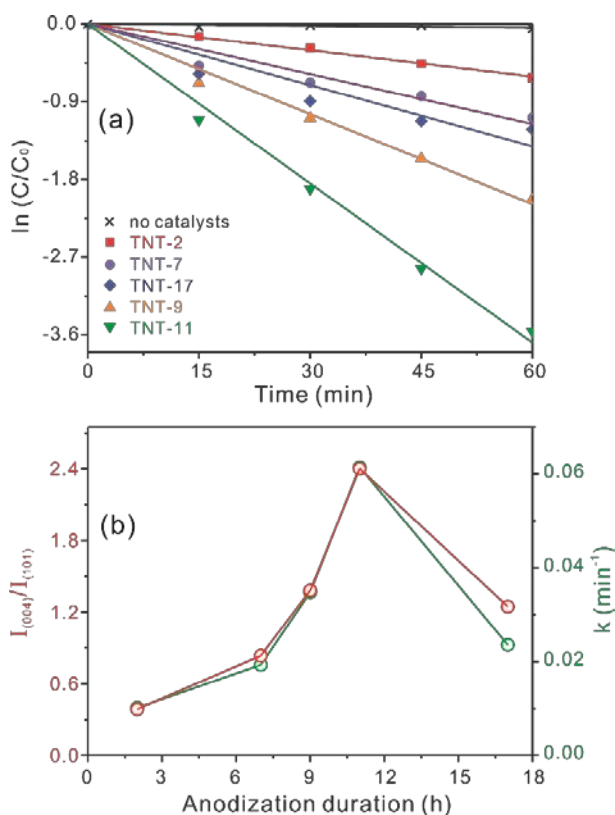 0.0
-0.9
-1.8
-2.7
-3.6
ln (C/C₀)
(a)
no catalysts
TNT-2
TNT-7
TNT-17
TNT-9
TNT-11
0 15 30 45 60
Time (min)
2.4
1.8
1.2
0.6
0.0
I(004)/I(101)
(b)
0.06
0.04
0.02
0.00
k (min⁻¹)
0 3 6 9 12 15 18
Anodization duration (h)